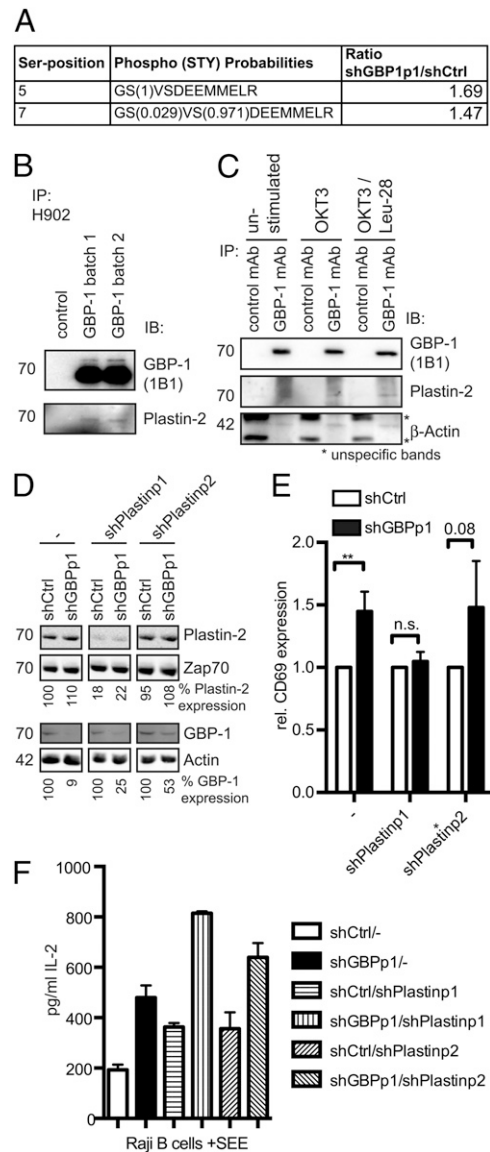 A
Ser-position Phospho (STY) Probabilities Ratio shGBP1p1/shCtrl
5 GS(1)VSDEEMMELR 1.69
7 GS(0.029)VS(0.971)DEEMMELR 1.47
B
IP:
H902
control
GBP-1 batch 1
GBP-1 batch 2
IB:
70
GBP-1
(1B1)
70
Plastin-2
C
un-
stimulated
OKT3
OKT3 /
Leu-28
IP:
control mAb
GBP-1 mAb
control mAb
GBP-1 mAb
control mAb
GBP-1 mAb
IB:
70
GBP-1
(1B1)
70
Plastin-2
42
*
β-Actin
*
* unspecific bands
D
-
shPlastinp1
shPlastinp2
shCtrl
shGBPp1
shCtrl
shGBPp1
shCtrl
shGBPp1
70 Plastin-2
70 Zap70
100 110 18 22 95 108
% Plastin-2
expression
70 GBP-1
42 Actin
100 9 100 25 100 53
% GBP-1
expression
E
shCtrl
shGBPp1
rel. CD69 expression
2.0
1.5
1.0
0.5
0.0
**
n.s.
0.08
-
shPlastinp1
*
shPlastinp2
F
pg/ml IL-2
1000
800
600
400
200
0
Raji B cells +SEE
shCtrl/-
shGBPp1/-
shCtrl/shPlastinp1
shGBPp1/shPlastinp1
shCtrl/shPlastinp2
shGBPp1/shPlastinp2